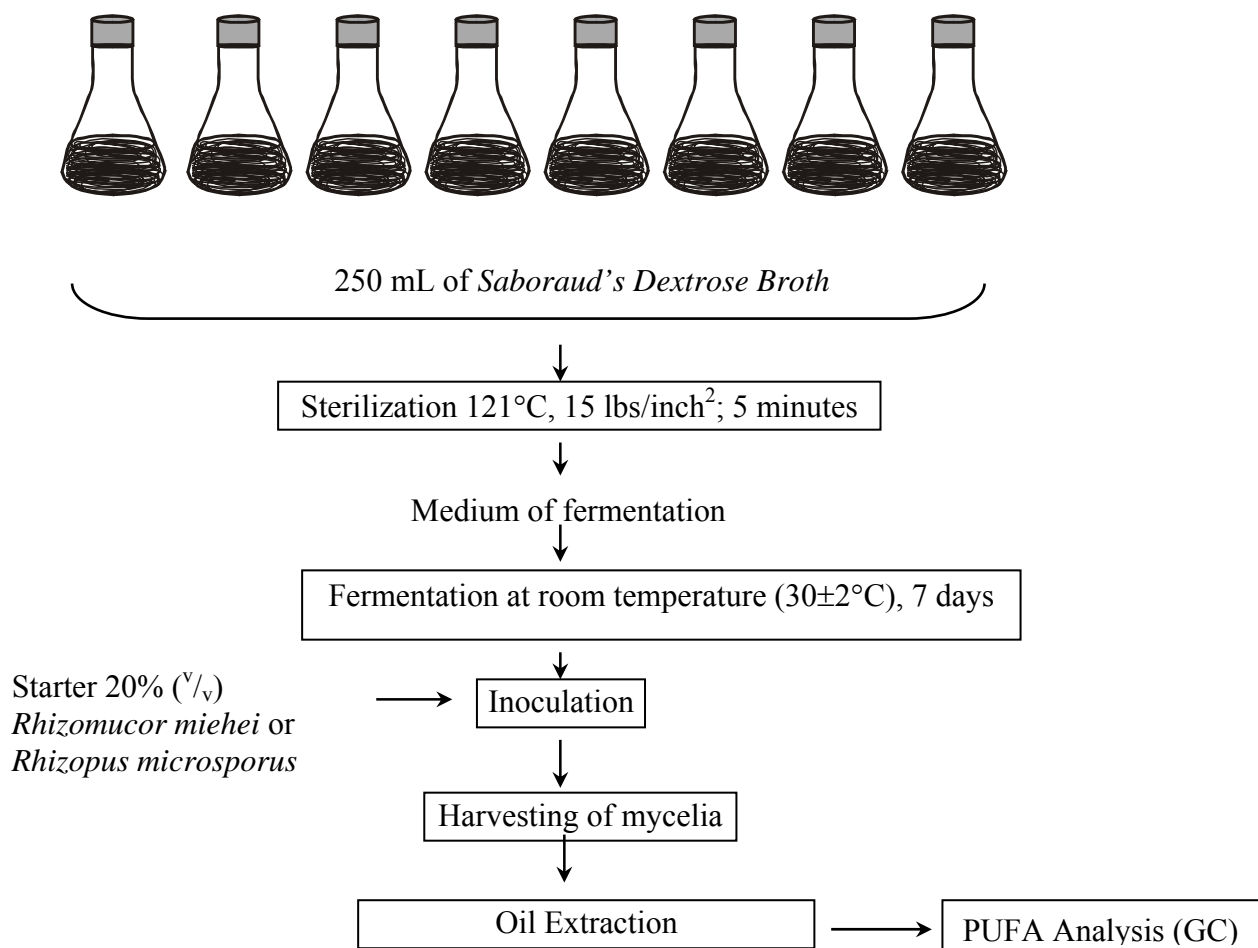 250 mL of Saboraud's Dextrose Broth
Sterilization 121°C, 15 lbs/inch²; 5 minutes
Medium of fermentation
Fermentation at room temperature (30±2°C), 7 days
Starter 20% (v/v)
Rhizomucor miehei or
Rhizopus microsporus
Inoculation
Harvesting of mycelia
Oil Extraction
PUFA Analysis (GC)